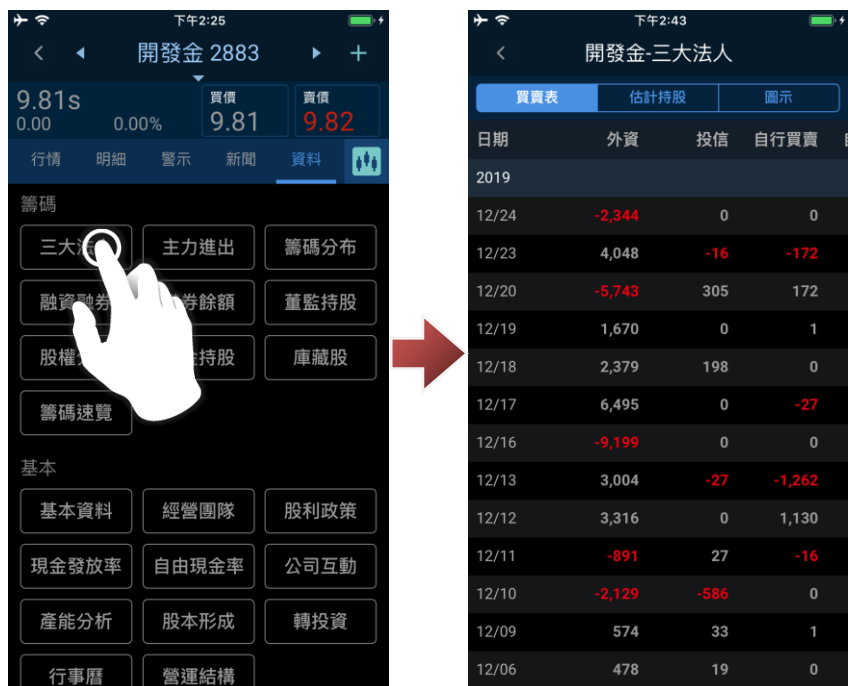 下午2:25
開發金 2883
9.81s
0.00 0.00%
買價
9.81
賣價
9.82
行情 明細 警示 新聞 資料
籌碼
三大法 主力進出 籌碼分布
融資融券 券餘額 董監持股
股權 持股 庫藏股
籌碼速覽
基本
基本資料 經營團隊 股利政策
現金發放率 自由現金率 公司互動
產能分析 股本形成 轉投資
行事曆 營運結構
下午2:43
開發金-三大法人
買賣表 估計持股 圖示
日期 外資 投信 自行買賣
2019
12/24 -2,344 0 0
12/23 4,048 -16 -172
12/20 -5,743 305 172
12/19 1,670 0 1
12/18 2,379 198 0
12/17 6,495 0 -27
12/16 -9,199 0 0
12/13 3,004 -27 -1,262
12/12 3,316 0 1,130
12/11 -891 27 -16
12/10 -2,129 -586 0
12/09 574 33 1
12/06 478 19 0